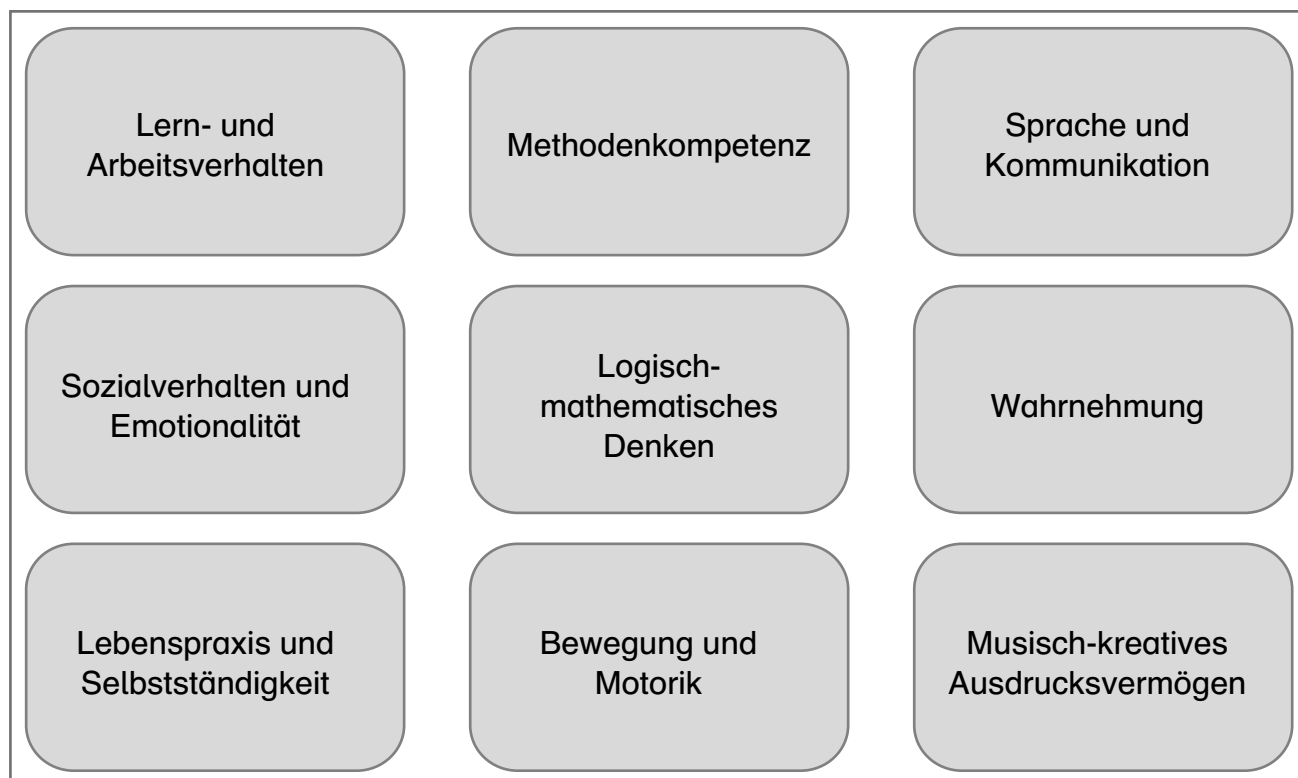 Lern- und
Arbeitsverhalten
Methodenkompetenz
Sprache und
Kommunikation
Sozialverhalten und
Emotionalität
Logisch-
mathematisches
Denken
Wahrnehmung
Lebenspraxis und
Selbstständigkeit
Bewegung und
Motorik
Musisch-kreatives
Ausdrucksvermögen